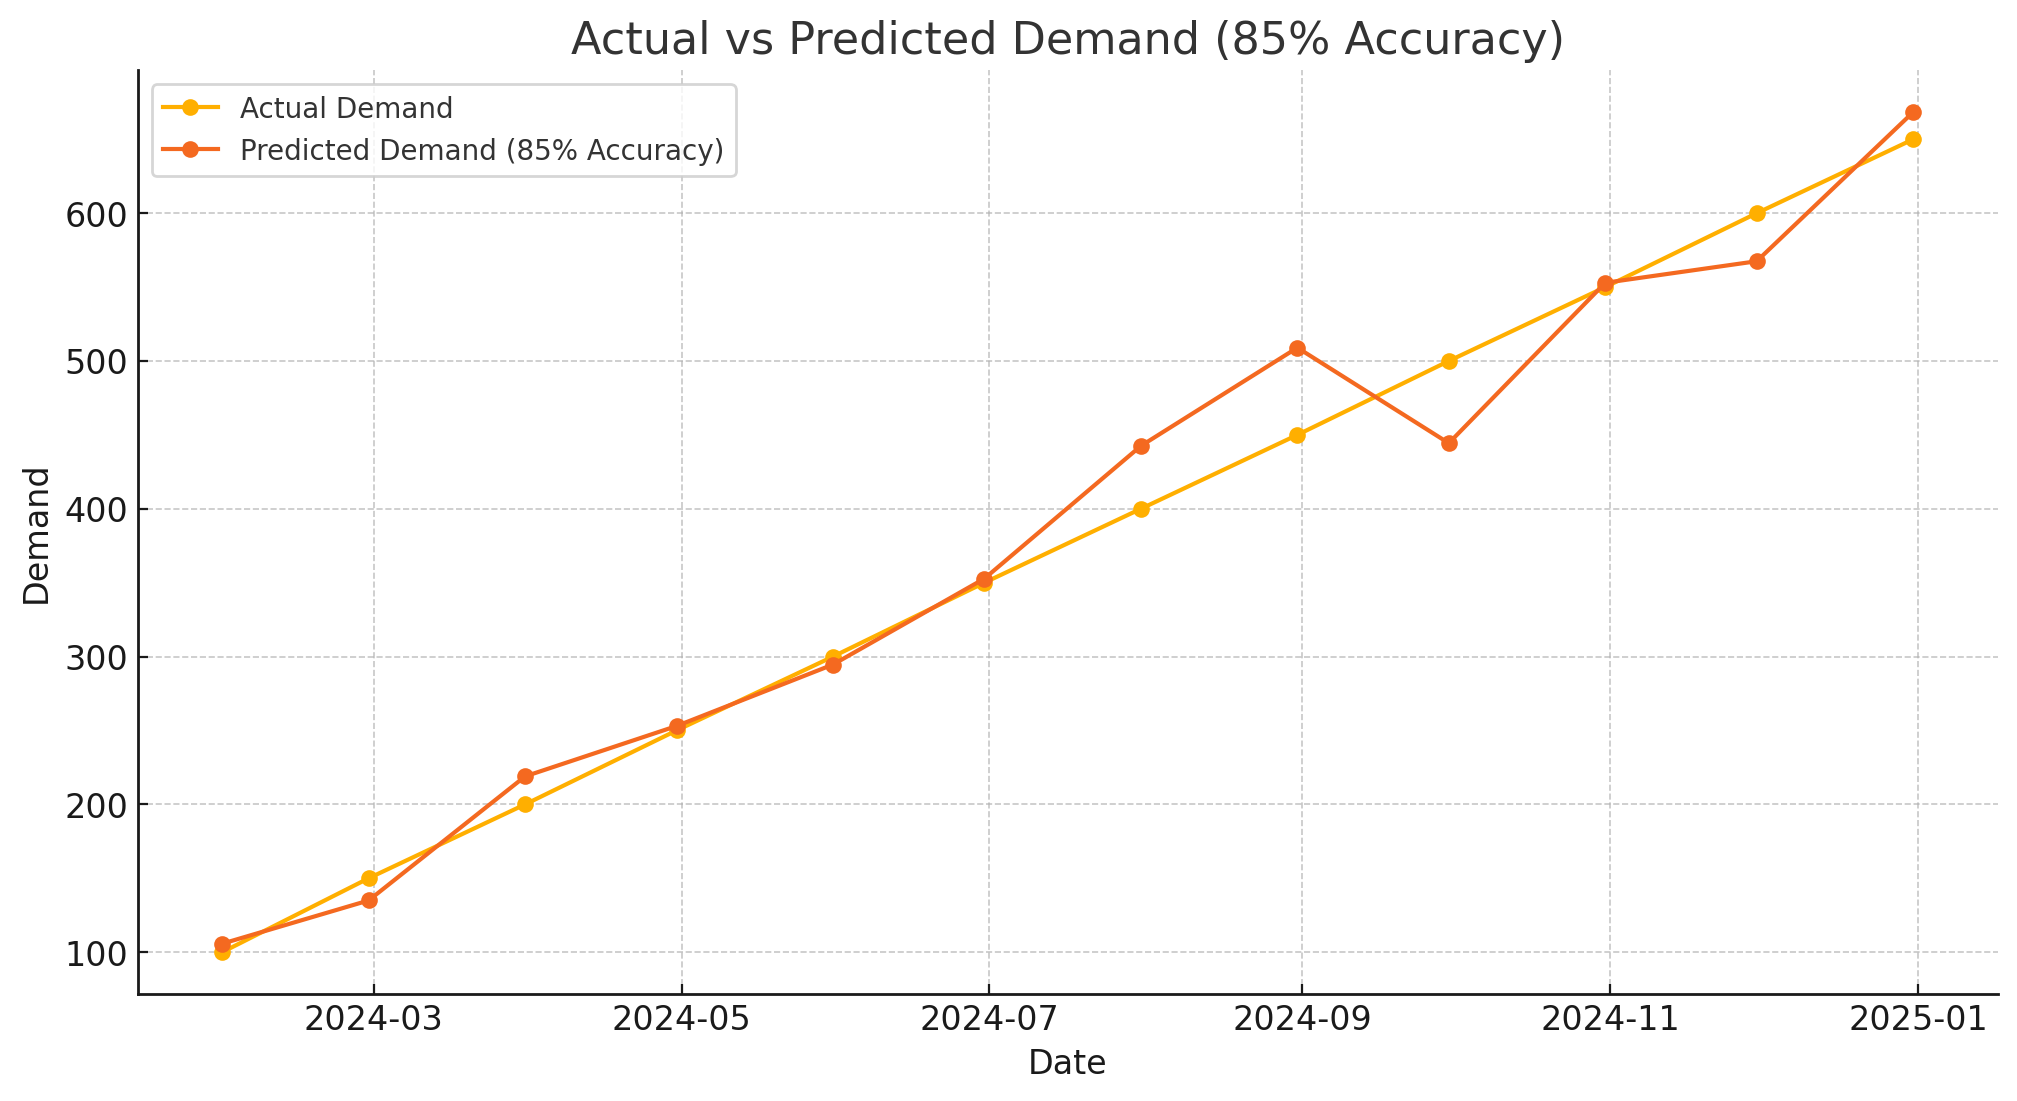 Actual vs Predicted Demand (85% Accuracy)
Actual Demand
Predicted Demand (85% Accuracy)
600
500
400
300
200
100
Demand
2024-03 2024-05 2024-07 2024-09 2024-11 2025-01
Date